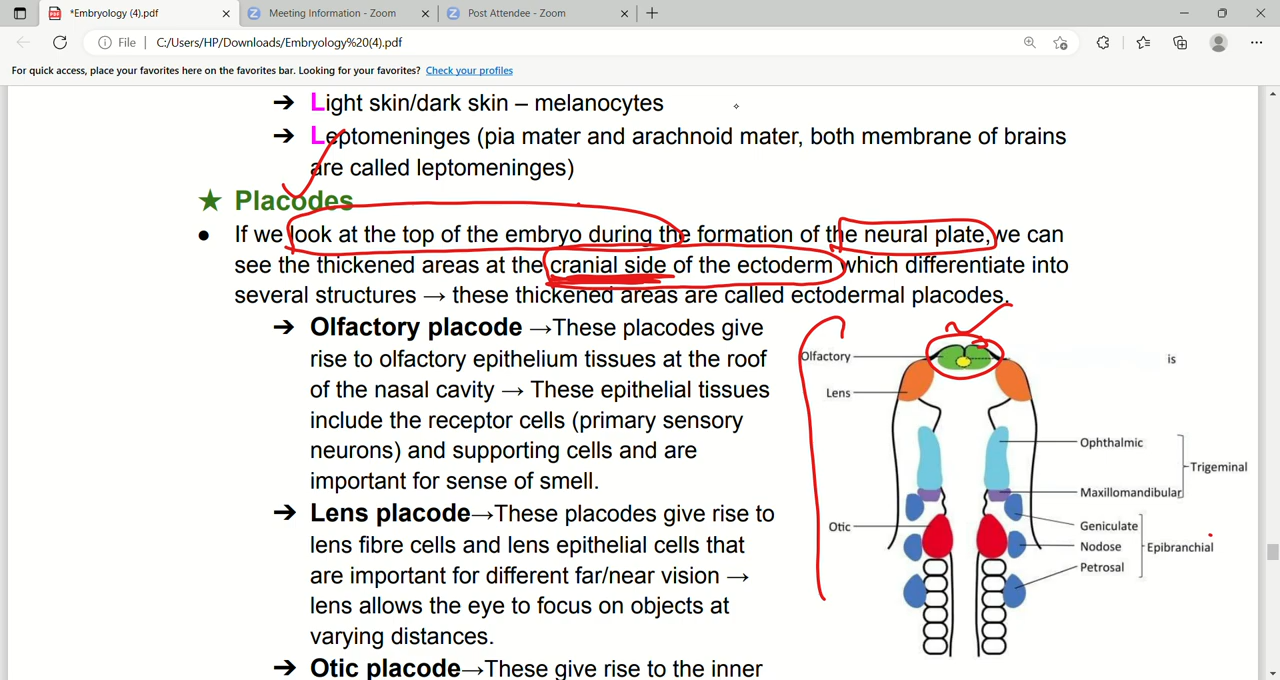 *Embryology (4).pdf
Meeting Information - Zoom
Post Attendee - Zoom
File
C:/Users/HP/Downloads/Embryology%20(4).pdf
For quick access, place your favorites here on the favorites bar. Looking for your favorites? Check your profiles
➔ Light skin/dark skin – melanocytes
➔ Leptomeninges (pia mater and arachnoid mater, both membrane of brains
are called leptomeninges)
★ Placodes
● If we look at the top of the embryo during the formation of the neural plate, we can
see the thickened areas at the cranial side of the ectoderm which differentiate into
several structures → these thickened areas are called ectodermal placodes.
➔ Olfactory placode →These placodes give
rise to olfactory epithelium tissues at the roof
of the nasal cavity → These epithelial tissues
include the receptor cells (primary sensory
neurons) and supporting cells and are
important for sense of smell.
➔ Lens placode→These placodes give rise to
lens fibre cells and lens epithelial cells that
are important for different far/near vision →
lens allows the eye to focus on objects at
varying distances.
➔ Otic placode→These give rise to the inner
Olfactory
is
Lens
Ophthalmic
Trigeminal
Maxillomandibular
Otic
Geniculate
Nodose
Epibranchial
Petrosal